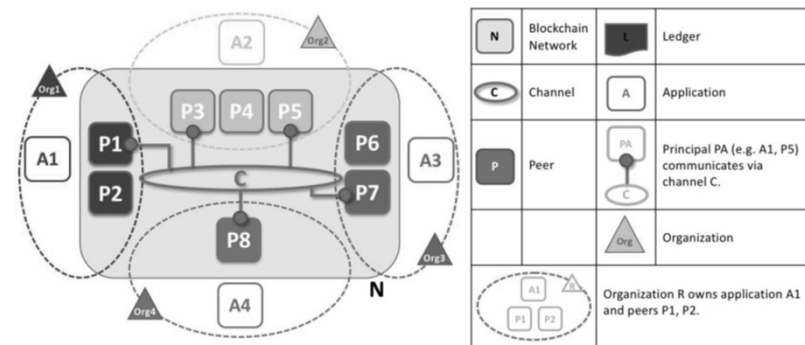 A2
Org2
Org1
P3 P4 P5
A1
P1
P6
A3
C
P2
P7
P8
Org3
N
Org4
A4
N
Blockchain
Network
L
Ledger
C
Channel
A
Application
P
Peer
PA
C
Principal PA (e.g. A1, P5)
communicates via
channel C.
Org
Organization
A1
R
P1 P2
Organization R owns application A1
and peers P1, P2.